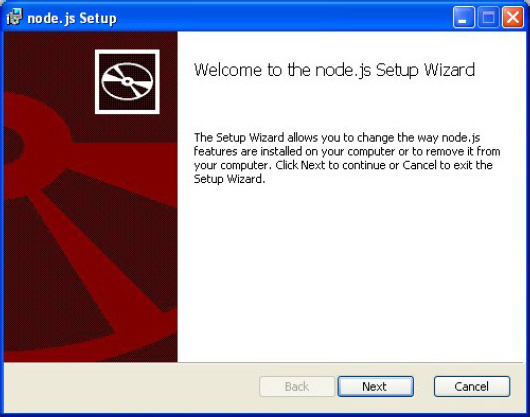 node.js Setup
Welcome to the node.js Setup Wizard
The Setup Wizard allows you to change the way node.js
features are installed on your computer or to remove it from
your computer. Click Next to continue or Cancel to exit the
Setup Wizard.
Back Next Cancel